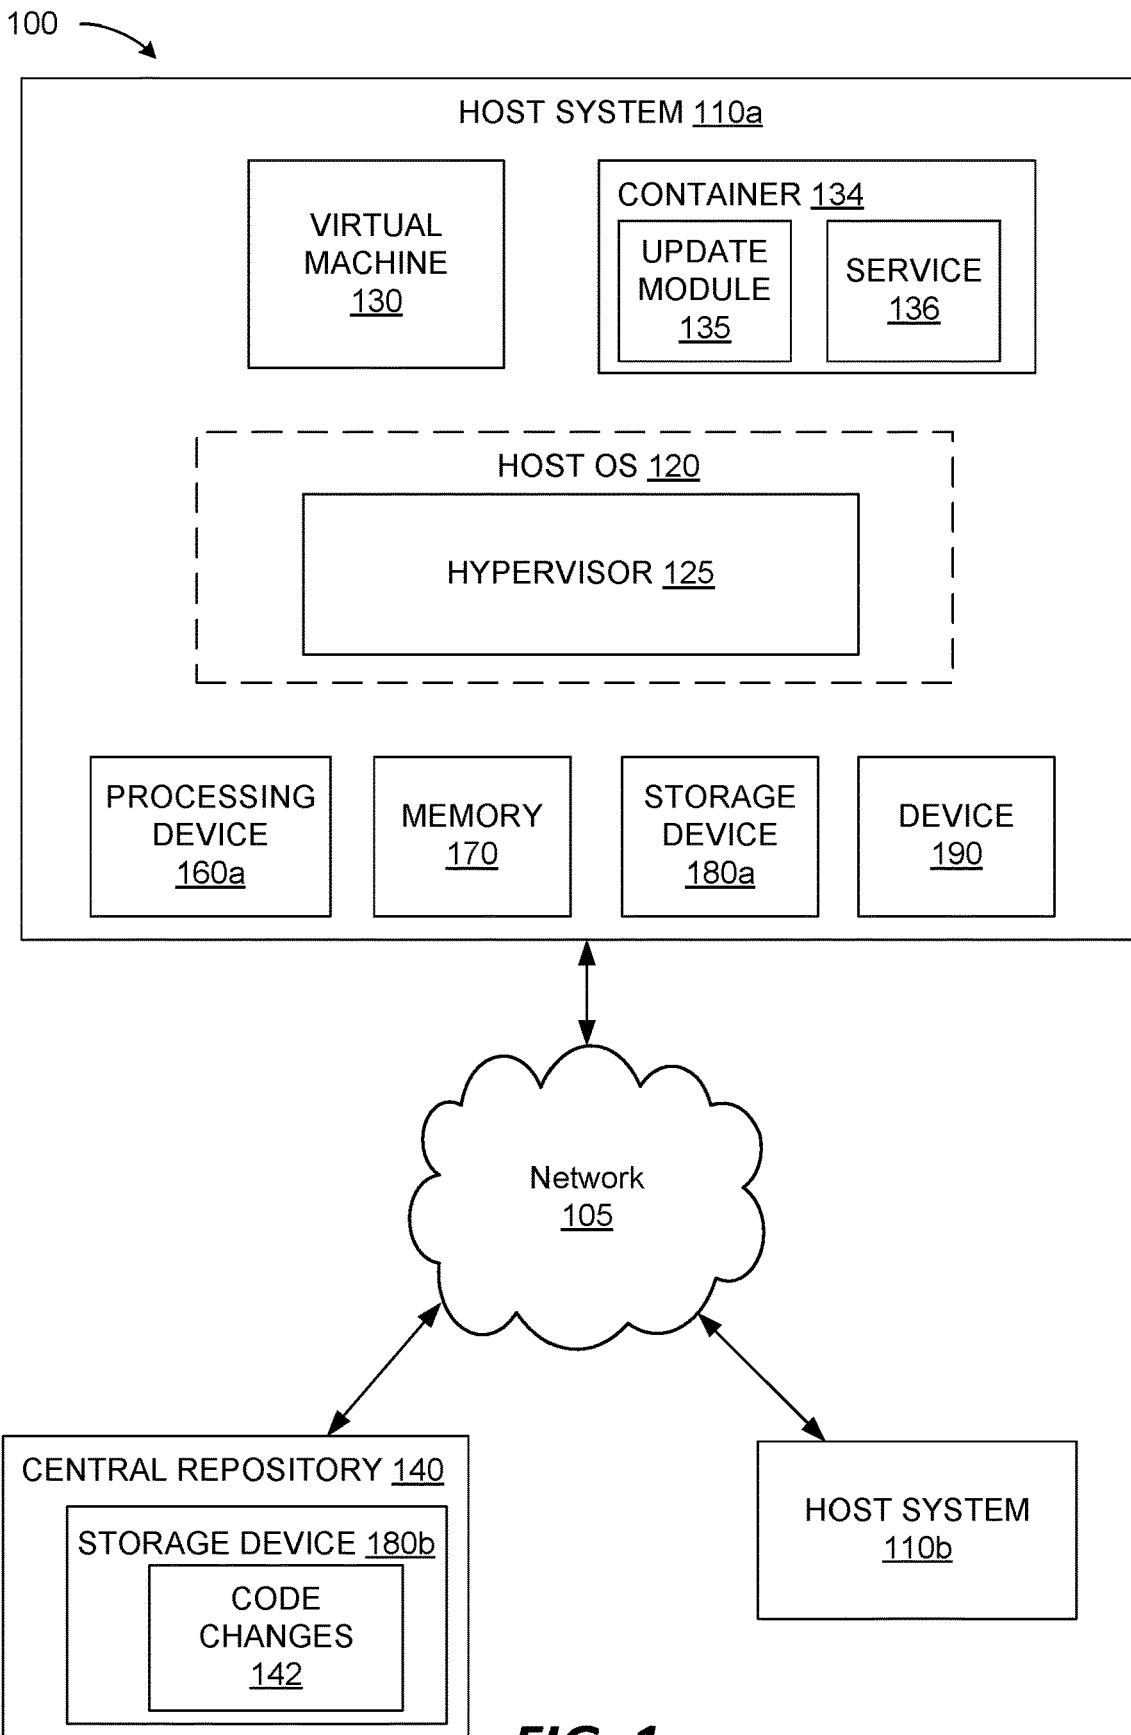 100
HOST SYSTEM 110a
VIRTUAL
MACHINE
130
CONTAINER 134
UPDATE
MODULE
135
SERVICE
136
HOST OS 120
HYPERVISOR 125
PROCESSING
DEVICE
160a
MEMORY
170
STORAGE
DEVICE
180a
DEVICE
190
Network
105
CENTRAL REPOSITORY 140
STORAGE DEVICE 180b
CODE
CHANGES
142
HOST SYSTEM
110b
FIG. 1